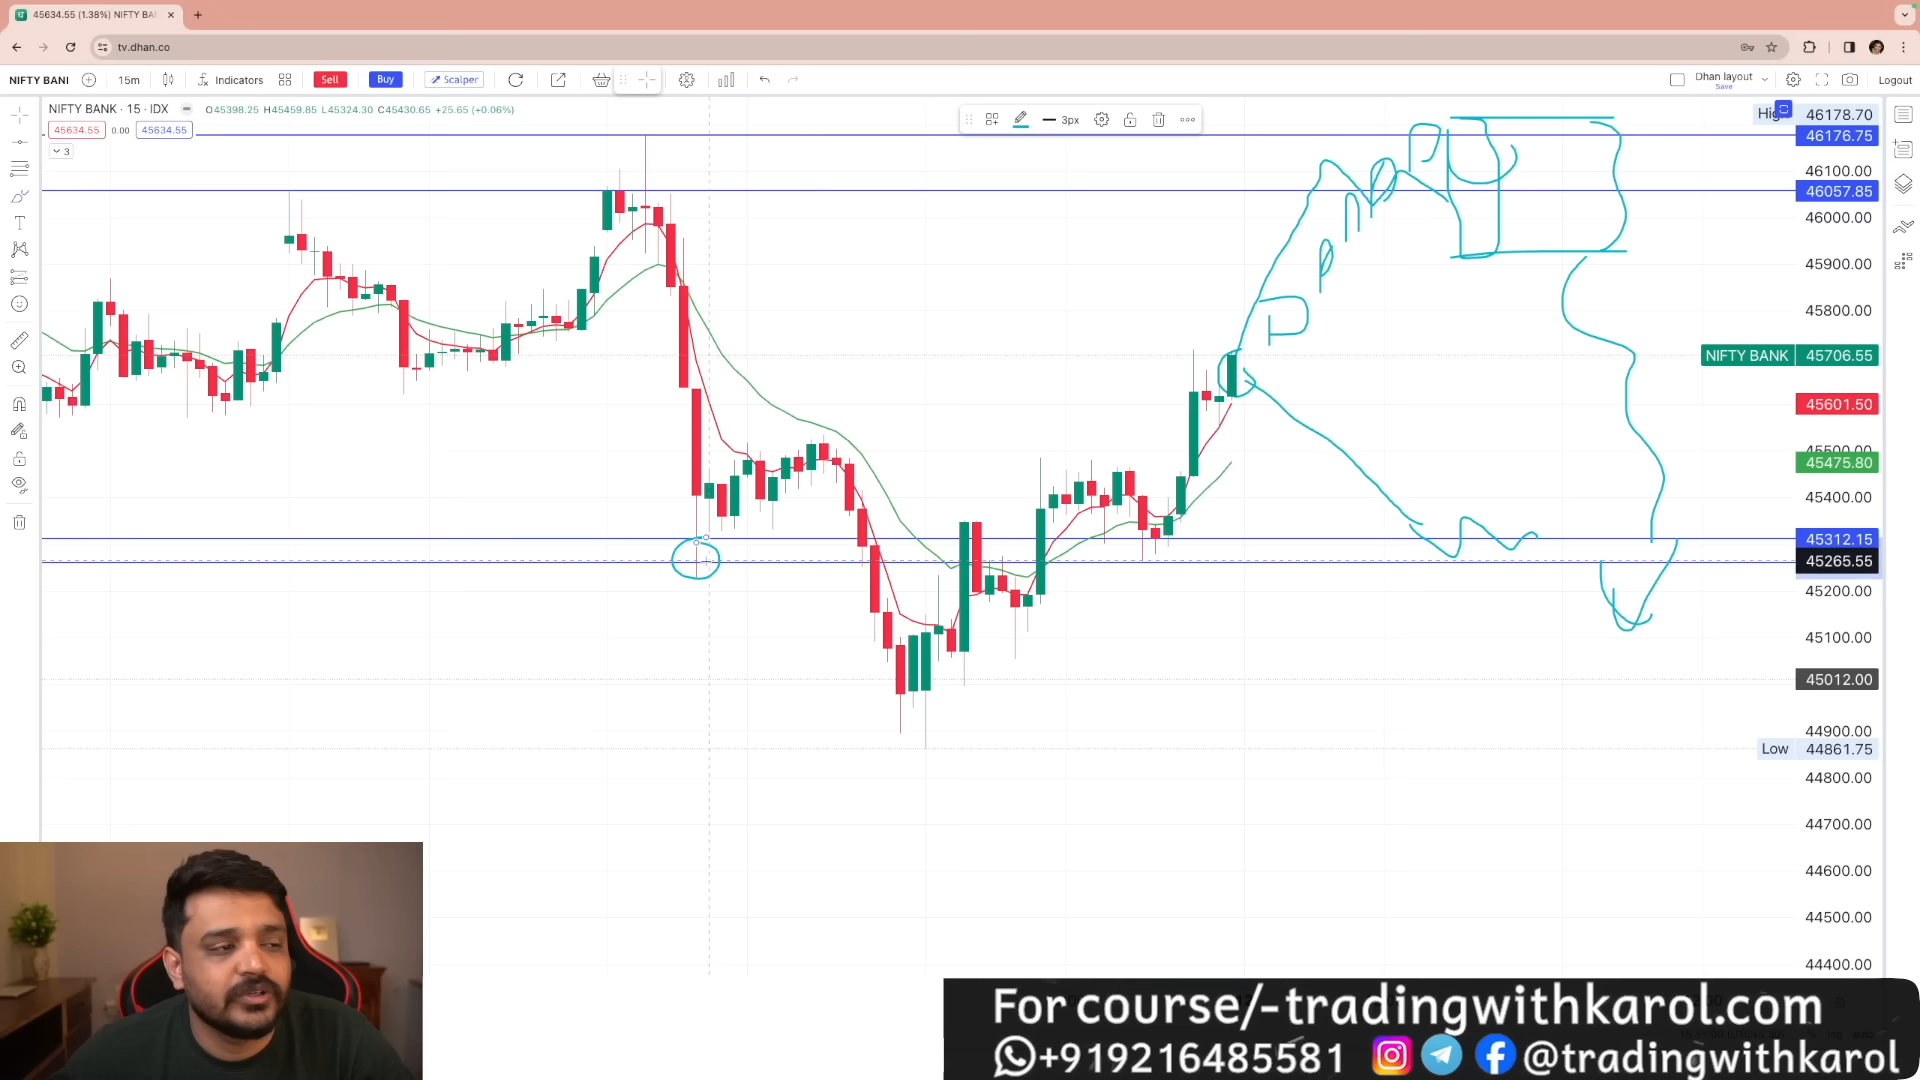 45634.55 (1.38%) NIFTY BA
tv.dhan.co
NIFTY BANI
15m
Indicators
Sell
Buy
Scalper
Dhan layout
Save
Logout
NIFTY BANK · 15 · IDX
O45398.25 H45459.85 L45324.30 C45430.65 +25.65 (+0.06%)
45634.55 0.00 45634.55
3
3px
46178.70
46176.75
46100.00
46057.85
46000.00
45900.00
45800.00
NIFTY BANK 45706.55
45601.50
45500.00
45475.80
45400.00
45312.15
45265.55
45200.00
45100.00
45012.00
44900.00
Low 44861.75
44800.00
44700.00
44600.00
44500.00
44400.00
For course/-tradingwithkarol.com
+919216485581 @tradingwithkarol